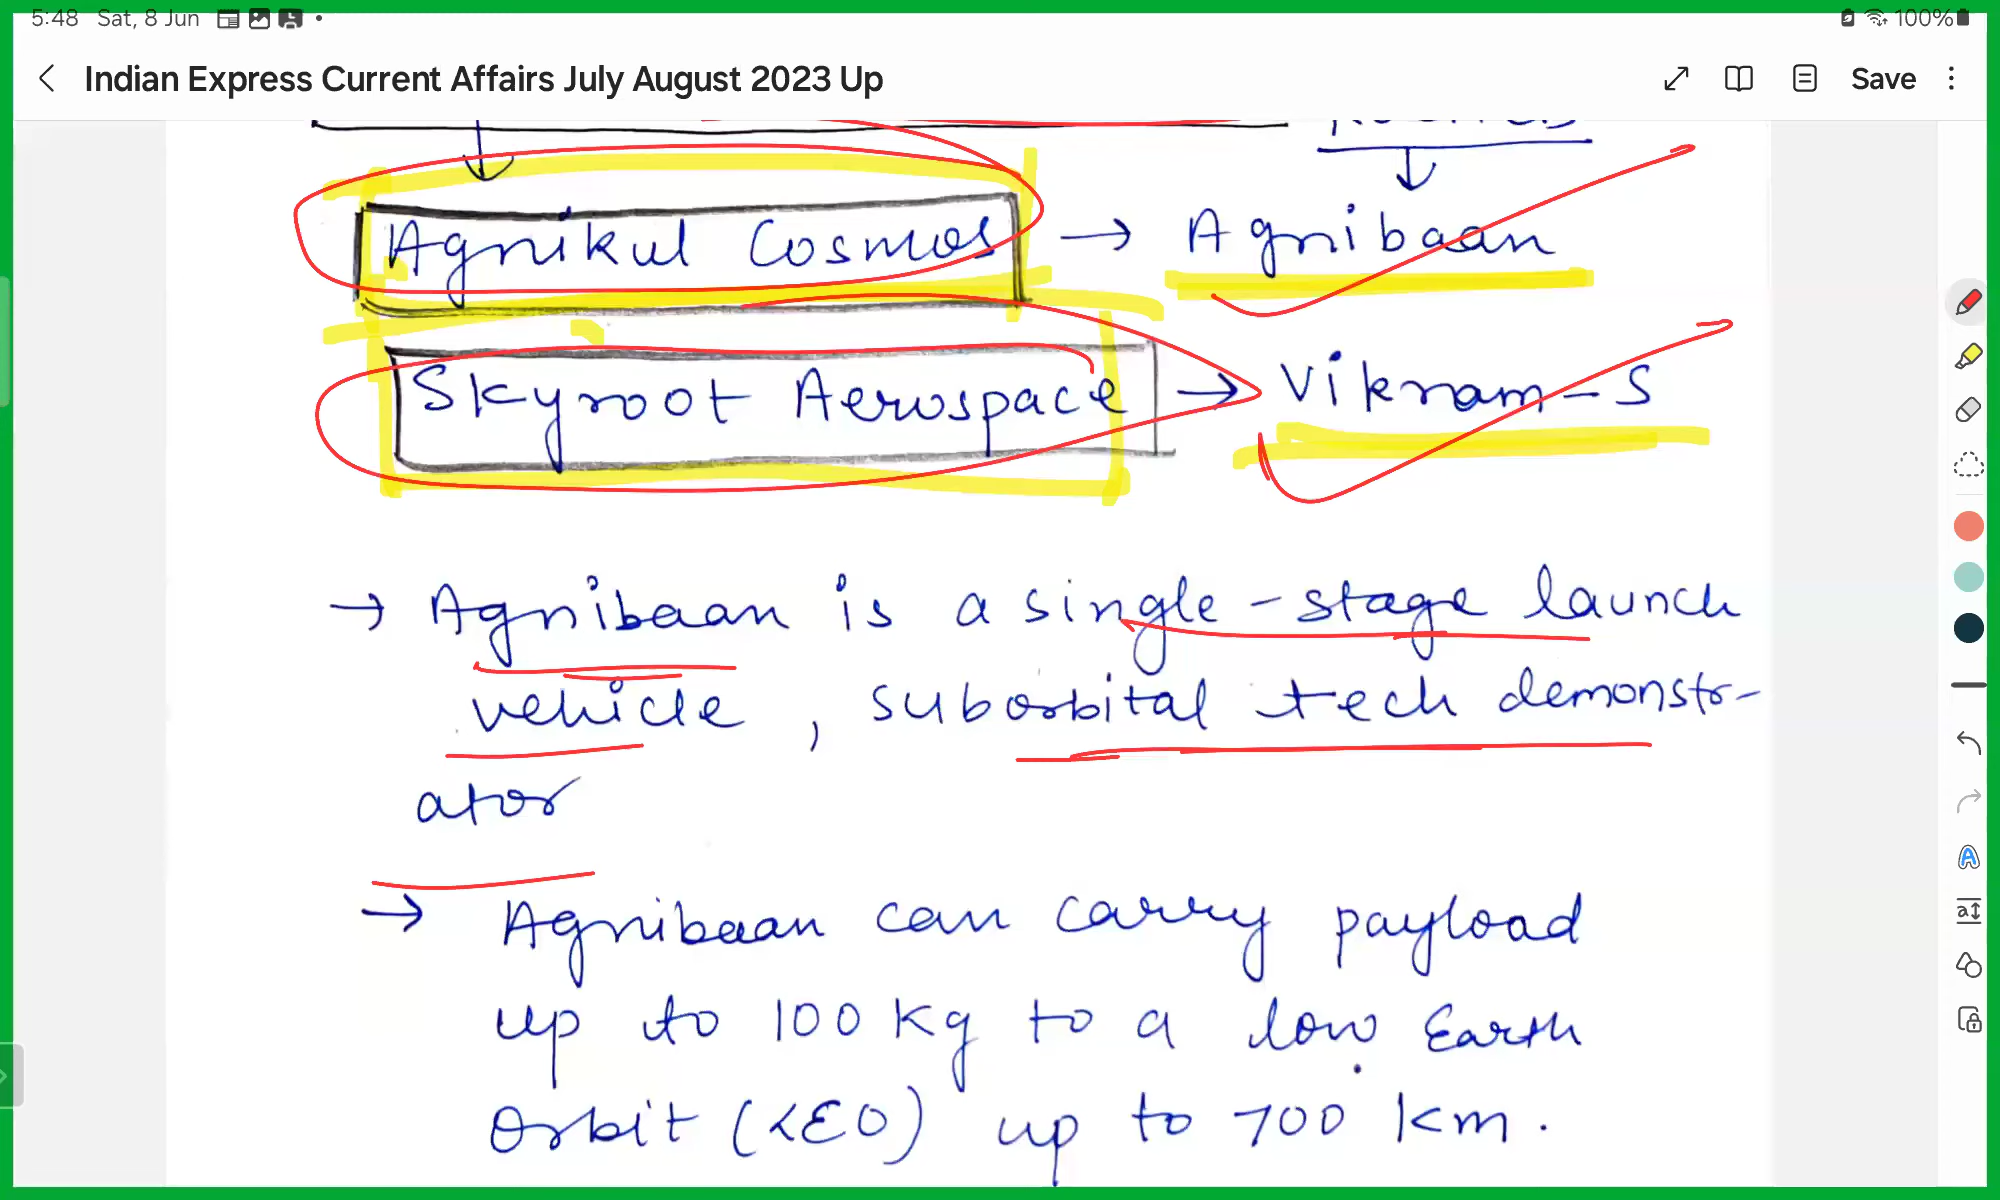 5:48 Sat, 8 Jun
100%
Indian Express Current Affairs July August 2023 Up
Save
Agnikul Cosmos → Agnibaan
Skyroot Aerospace → Vikram-S
→ Agnibaan is a single-stage launch
vehicle, suborbital tech demonstr-
ator
→ Agnibaan can carry payload
up to 100 Kg to a low Earth
Orbit (LEO) up to 700 Km.